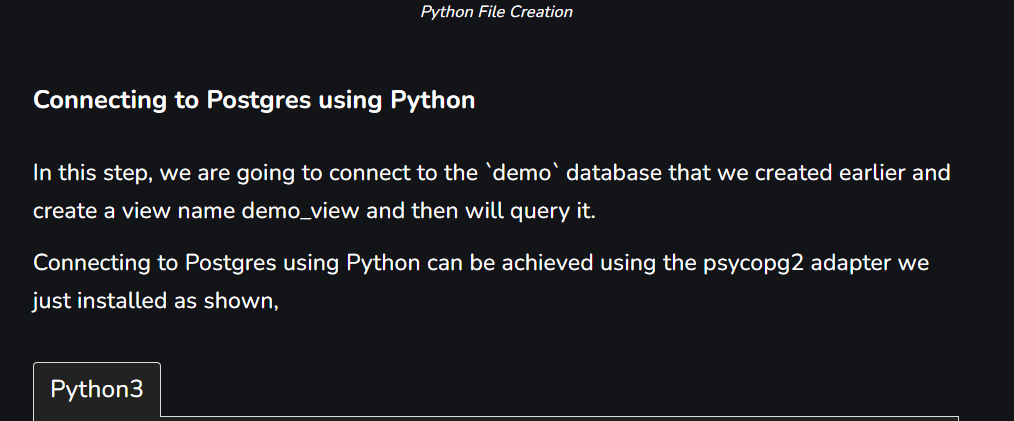 Python File Creation
Connecting to Postgres using Python
In this step, we are going to connect to the `demo` database that we created earlier and
create a view name demo_view and then will query it.
Connecting to Postgres using Python can be achieved using the psycopg2 adapter we
just installed as shown,
Python3